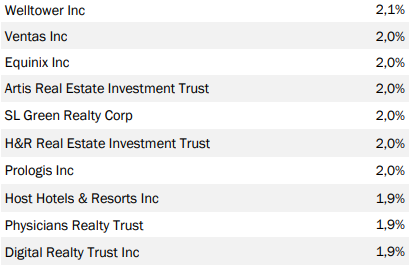 Welltower Inc 2,1%
Ventas Inc 2,0%
Equinix Inc 2,0%
Artis Real Estate Investment Trust 2,0%
SL Green Realty Corp 2,0%
H&R Real Estate Investment Trust 2,0%
Prologis Inc 2,0%
Host Hotels & Resorts Inc 1,9%
Physicians Realty Trust 1,9%
Digital Realty Trust Inc 1,9%